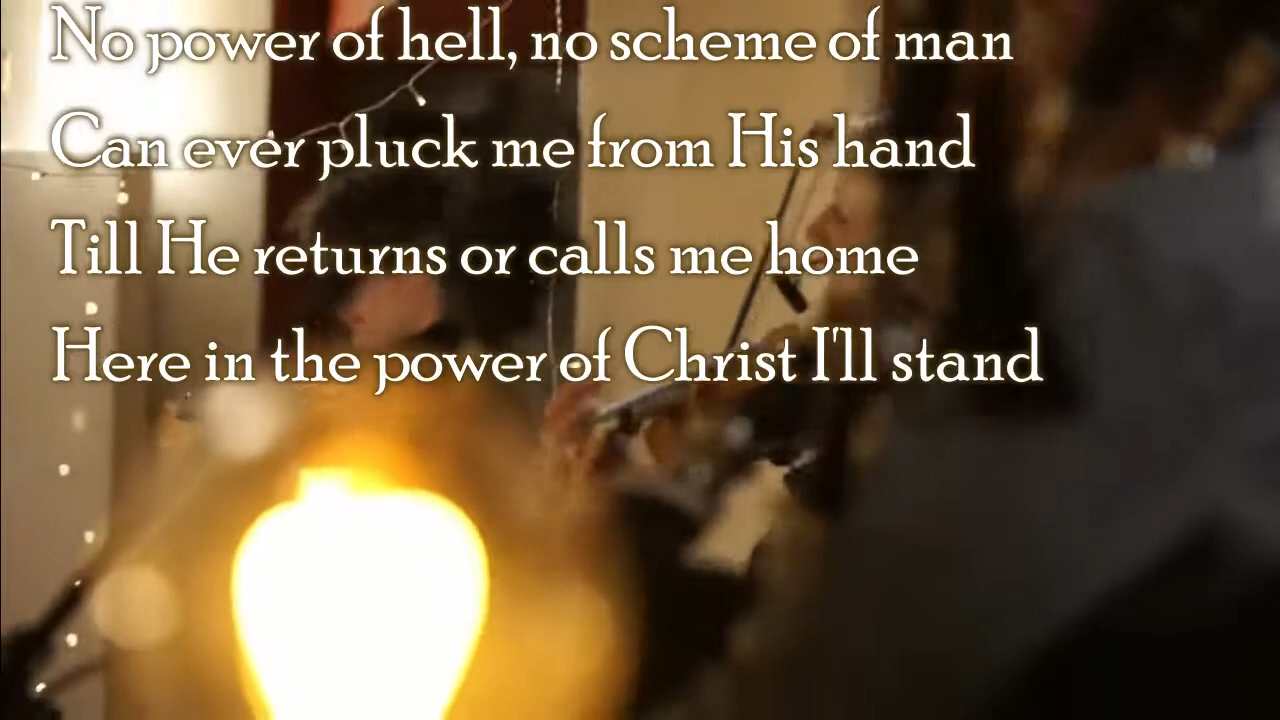 No power of hell, no scheme of man
Can ever pluck me from His hand
Till He returns or calls me home
Here in the power of Christ I'll stand